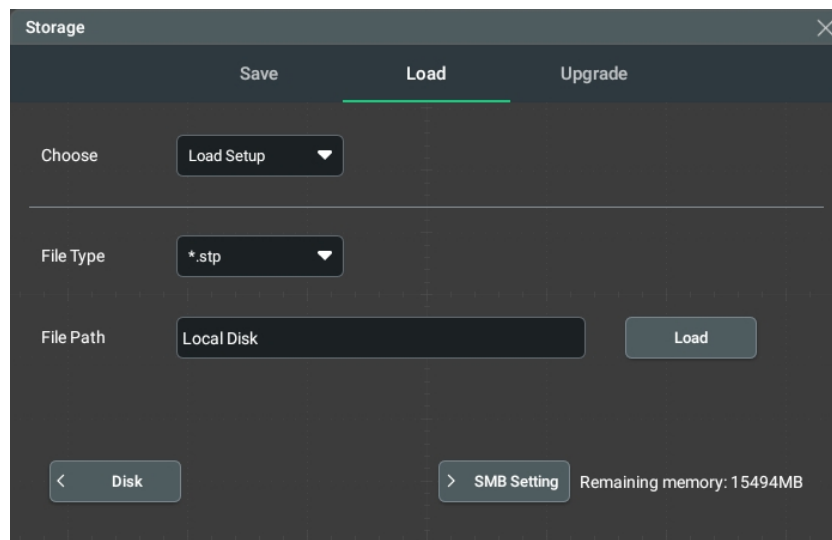 Storage
Save Load Upgrade
Choose Load Setup
File Type *.stp
File Path Local Disk Load
Disk SMB Setting Remaining memory: 15494MB